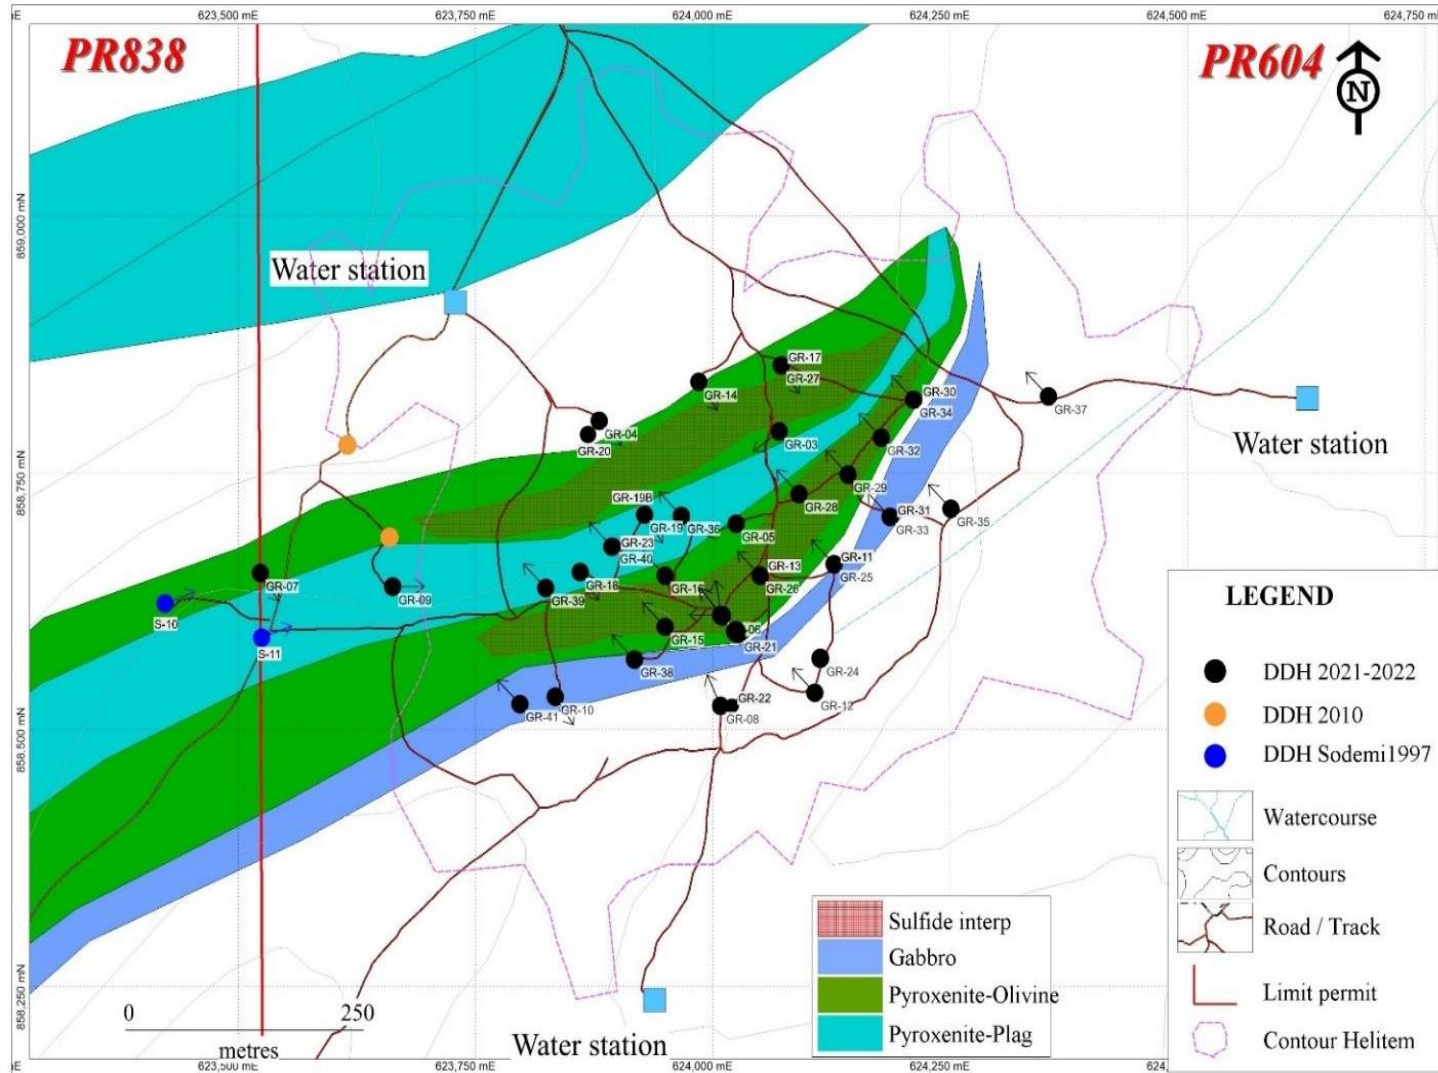 mE
623,500 mE
623,750 mE
624,000 mE
624,250 mE
624,500 mE
624,750 mE
PR838
PR604
N
859,000 mN
Water station
GR-17
GR-27
GR-14
GR-30
GR-34
GR-37
Water station
GR-04
GR-20
GR-03
GR-32
858,750 mN
GR-29
GR-19B
GR-28
GR-31
GR-19
GR-36
GR-33
GR-35
GR-05
GR-23
GR-40
GR-11
GR-13
GR-25
GR-07
GR-18
GR-16
GR-09
GR-39
GR-26
S-10
GR-15
-06
GR-21
S-11
GR-38
GR-24
GR-22
GR-12
GR-10
GR-41
GR-08
858,500 mN
858,250 mN
0
250
metres
Water station
Sulfide interp
Gabbro
Pyroxenite-Olivine
Pyroxenite-Plag
LEGEND
DDH 2021-2022
DDH 2010
DDH Sodemi1997
Watercourse
Contours
Road / Track
Limit permit
Contour Helitem
mE
623,500 mE
623,750 mE
624,000 mE
624,250 mE
624,750 mE